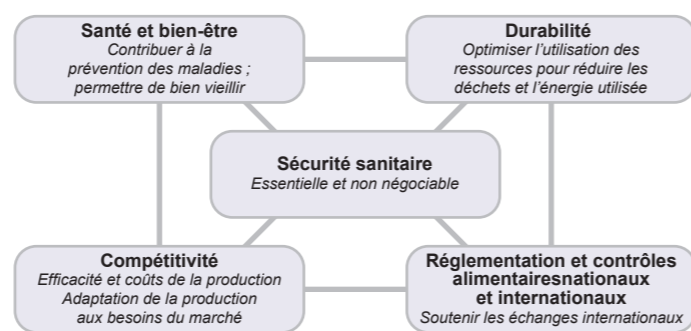 Santé et bien-être
Contribuer à la
prévention des maladies ;
permettre de bien vieillir
Durabilité
Optimiser l’utilisation des
ressources pour réduire les
déchets et l’énergie utilisée
Sécurité sanitaire
Essentielle et non négociable
Compétitivité
Efficacité et coûts de la production
Adaptation de la production
aux besoins du marché
Réglementation et contrôles
alimentairesnationaux
et internationaux
Soutenir les échanges internationaux